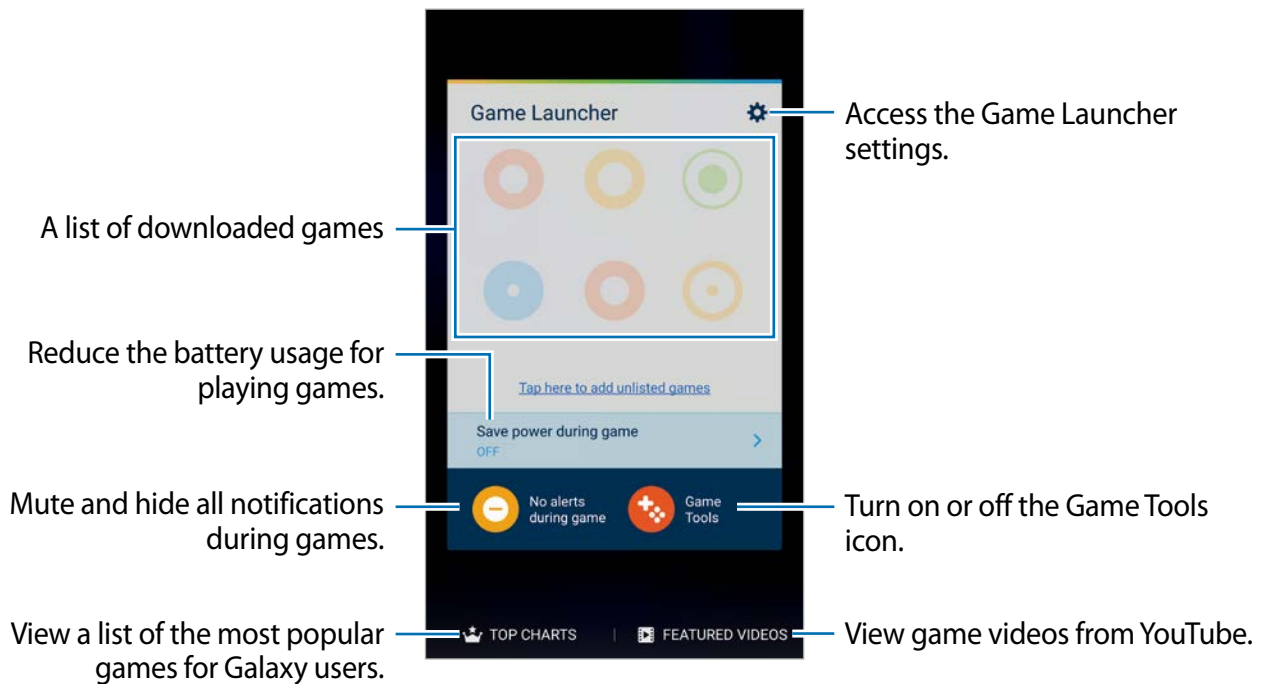 Game Launcher
Access the Game Launcher
settings.
A list of downloaded games
Reduce the battery usage for
playing games.
Tap here to add unlisted games
Save power during game
OFF
Mute and hide all notifications
during games.
No alerts
during game
Game
Tools
Turn on or off the Game Tools
icon.
View a list of the most popular
games for Galaxy users.
TOP CHARTS
FEATURED VIDEOS
View game videos from YouTube.